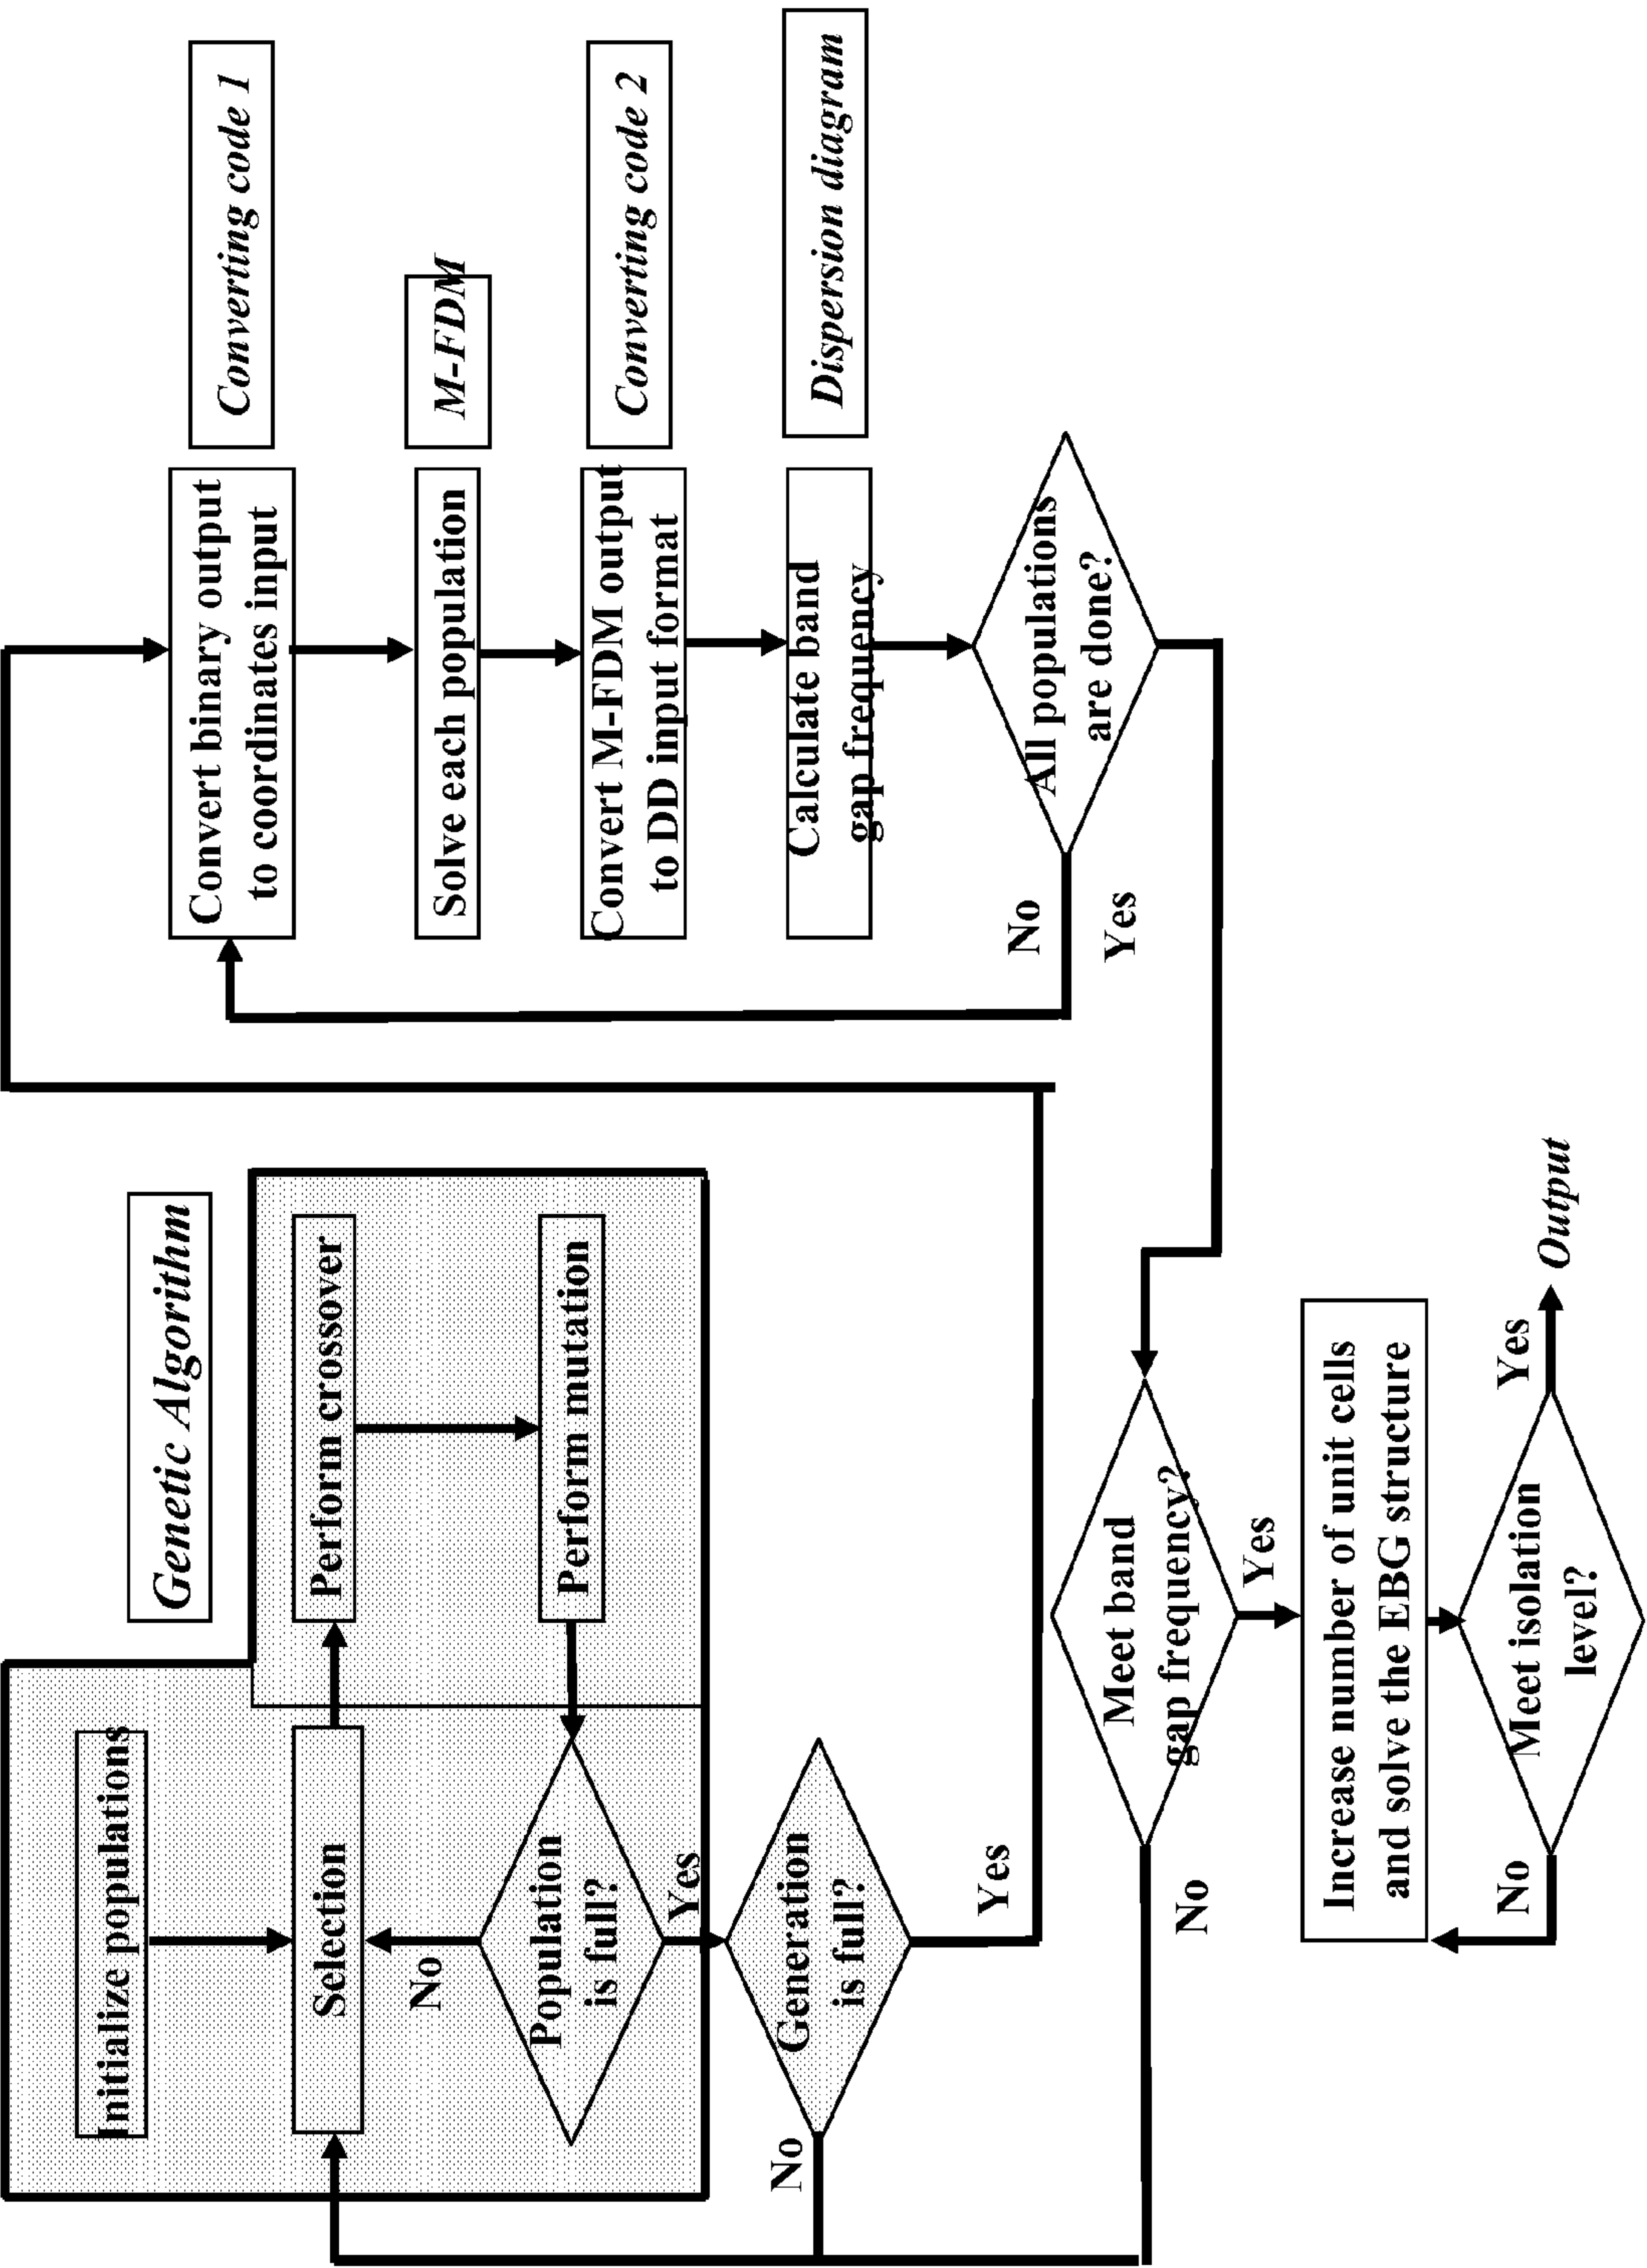 Genetic Algorithm
Initialize populations
Selection
Perform crossover
Perform mutation
No
Population
is full?
Yes
Generation
is full?
No
Yes
Convert binary output
to coordinates input
Converting code 1
Solve each population
M-FDM
Convert M-FDM output
to DD input format
Converting code 2
Calculate band
gap frequency
Dispersion diagram
All populations
are done?
No
Yes
Meet band
gap frequency?
No
Yes
Increase number of unit cells
and solve the EBG structure
Meet isolation
level?
No
Yes
Output